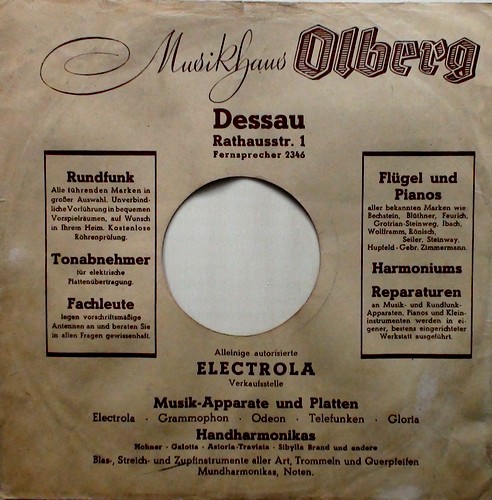 Musikhaus Olberg
Dessau
Rathausstr. 1
Fernsprecher 2346
Rundfunk
Alle führenden Marken in
großer Auswahl. Unverbind-
liche Vorführung in bequemen
Vorspielräumen, auf Wunsch
in Ihrem Heim. Kostenlose
Röhrenprüfung.
Tonabnehmer
für elektrische
Plattenübertragung.
Fachleute
legen vorschriftsmäßige
Antennen an und beraten Sie
in allen Fragen gewissenhaft.
Flügel und
Pianos
aller bekannten Marken wie
Bechstein, Blüthner, Feurich,
Grotrian-Steinweg, Ibach,
Wolframm, Rönisch,
Seiler, Steinway,
Hupfeld-Gebr. Zimmermann.
Harmoniums
Reparaturen
an Musik- und Rundfunk-
Apparaten, Pianos und Klein-
instrumenten werden in ei-
gener, bestens eingerichteter
Werkstatt ausgeführt.
Alleinige autorisierte
ELECTROLA
Verkaufsstelle
Musik-Apparate und Platten
Electrola · Grammophon · Odeon · Telefunken · Gloria
Handharmonikas
Hohner · Galotta · Astoria-Traviata · Sibylla Brand und andere
Blas-, Streich- und Zupfinstrumente aller Art, Trommeln und Querpfeifen
Mundharmonikas, Noten.